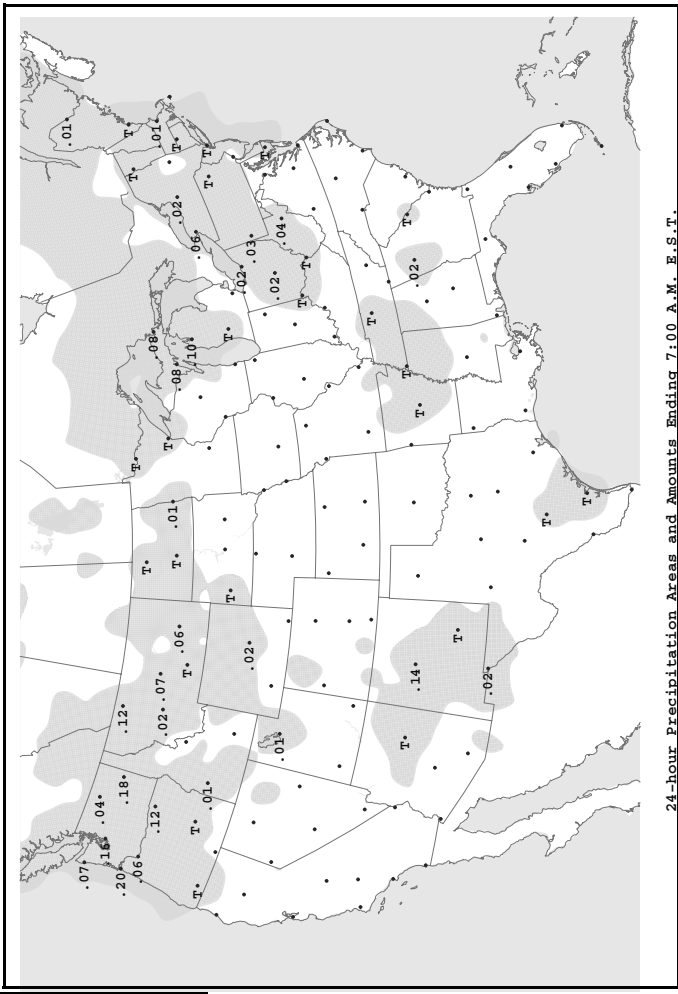 .01
.07
.04
.16
.20
.12
.18
T
T
T
.06
T
.08
.12
.01
.07
.02
T
.01
T
T
.02
.08
.06
T
.10
T
.06
T
T
.01
T
T
T
.02
.02
.03
T
.02
.01
.04
T
T
T
T
T
T
.02
.14
T
T
.02
T
T
24-hour Precipitation Areas and Amounts Ending 7:00 A.M. E.S.T.